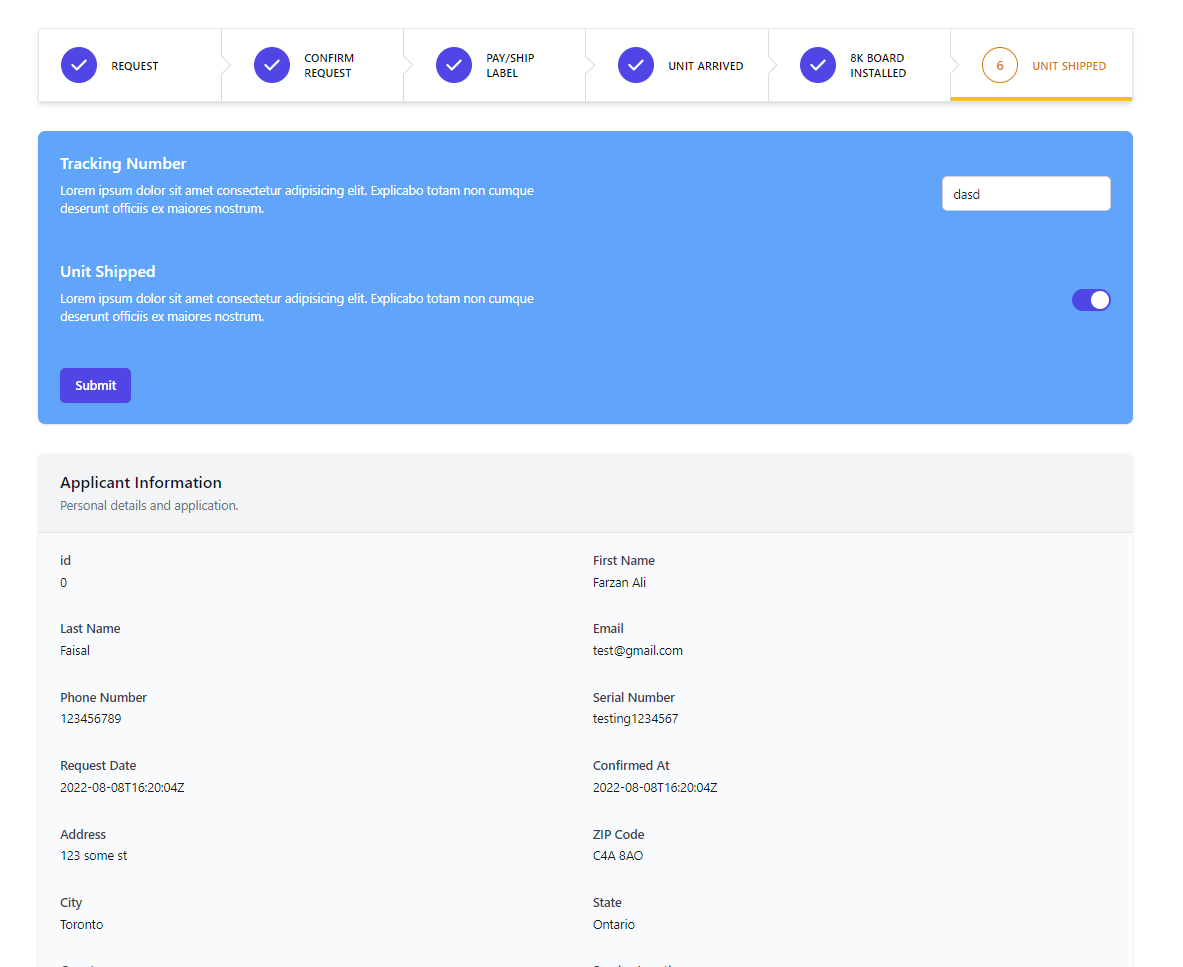 REQUEST
CONFIRM
REQUEST
PAY/SHIP
LABEL
UNIT ARRIVED
8K BOARD
INSTALLED
6
UNIT SHIPPED
Tracking Number
Lorem ipsum dolor sit amet consectetur adipisicing elit. Explicabo totam non cumque
deserunt officiis ex maiores nostrum.
dasd
Unit Shipped
Lorem ipsum dolor sit amet consectetur adipisicing elit. Explicabo totam non cumque
deserunt officiis ex maiores nostrum.
Submit
Applicant Information
Personal details and application.
id
0
First Name
Farzan Ali
Last Name
Faisal
Email
test@gmail.com
Phone Number
123456789
Serial Number
testing1234567
Request Date
2022-08-08T16:20:04Z
Confirmed At
2022-08-08T16:20:04Z
Address
123 some st
ZIP Code
C4A 8AO
City
Toronto
State
Ontario